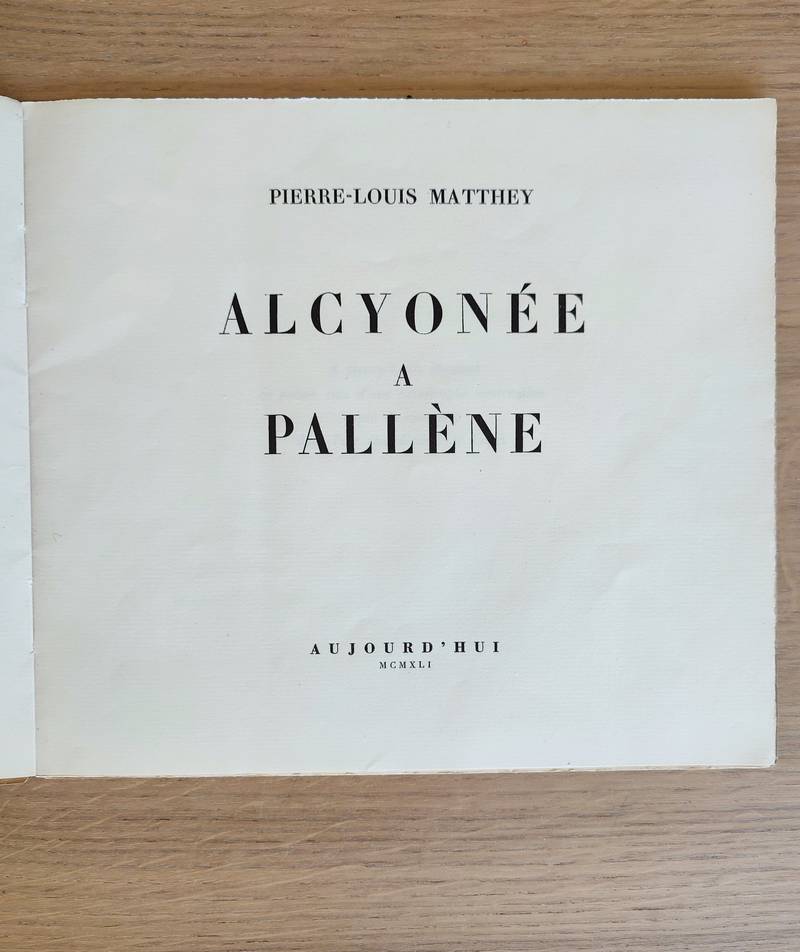 PIERRE-LOUIS MATTHEY
ALCYONÉE
A
PALLÈNE
AUJOURD'HUI
MCMXLI